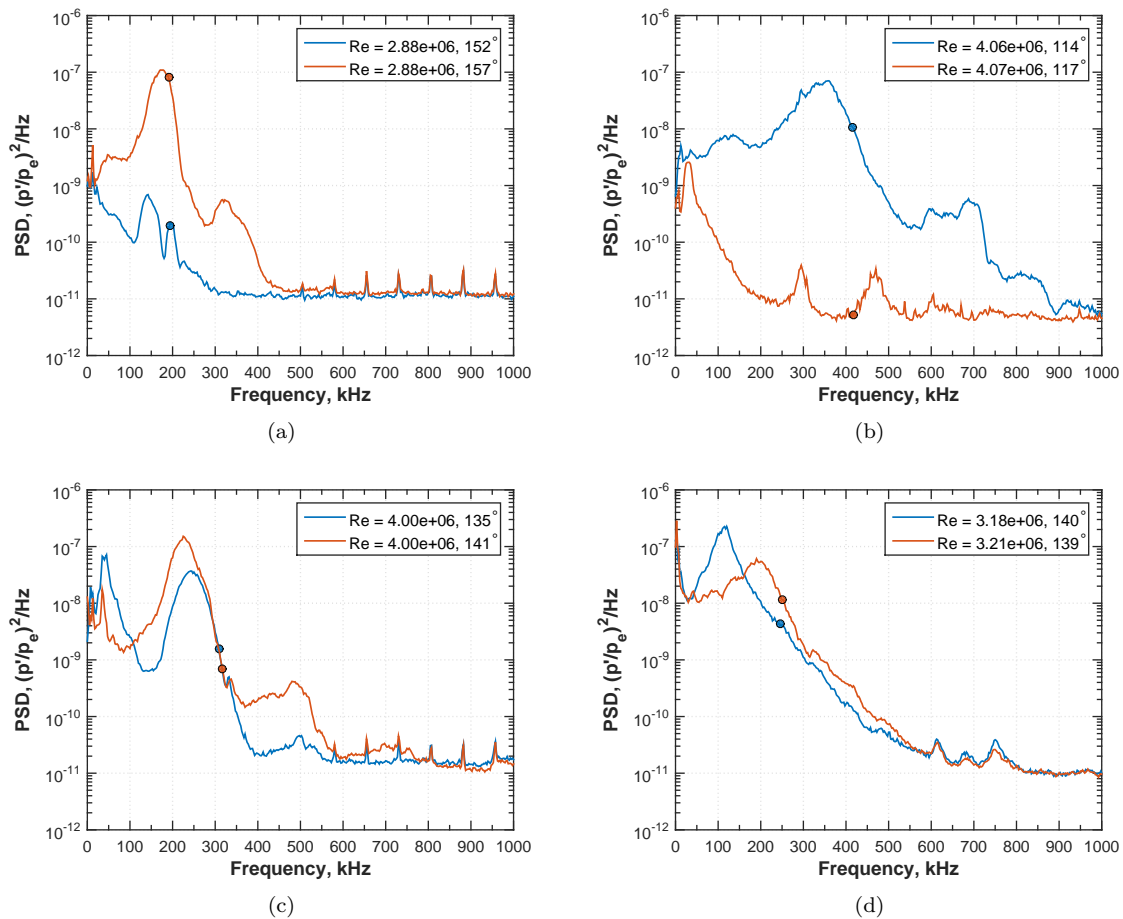 10^-6
10^-7
10^-8
10^-9
10^-10
10^-11
10^-12
PSD, (p'/p_e)^2/Hz
Re = 2.88e+06, 152°
Re = 2.88e+06, 157°
0 100 200 300 400 500 600 700 800 900 1000
Frequency, kHz
(a)
10^-6
10^-7
10^-8
10^-9
10^-10
10^-11
10^-12
PSD, (p'/p_e)^2/Hz
Re = 4.06e+06, 114°
Re = 4.07e+06, 117°
0 100 200 300 400 500 600 700 800 900 1000
Frequency, kHz
(b)
10^-6
10^-7
10^-8
10^-9
10^-10
10^-11
10^-12
PSD, (p'/p_e)^2/Hz
Re = 4.00e+06, 135°
Re = 4.00e+06, 141°
0 100 200 300 400 500 600 700 800 900 1000
Frequency, kHz
(c)
10^-6
10^-7
10^-8
10^-9
10^-10
10^-11
10^-12
PSD, (p'/p_e)^2/Hz
Re = 3.18e+06, 140°
Re = 3.21e+06, 139°
0 100 200 300 400 500 600 700 800 900 1000
Frequency, kHz
(d)